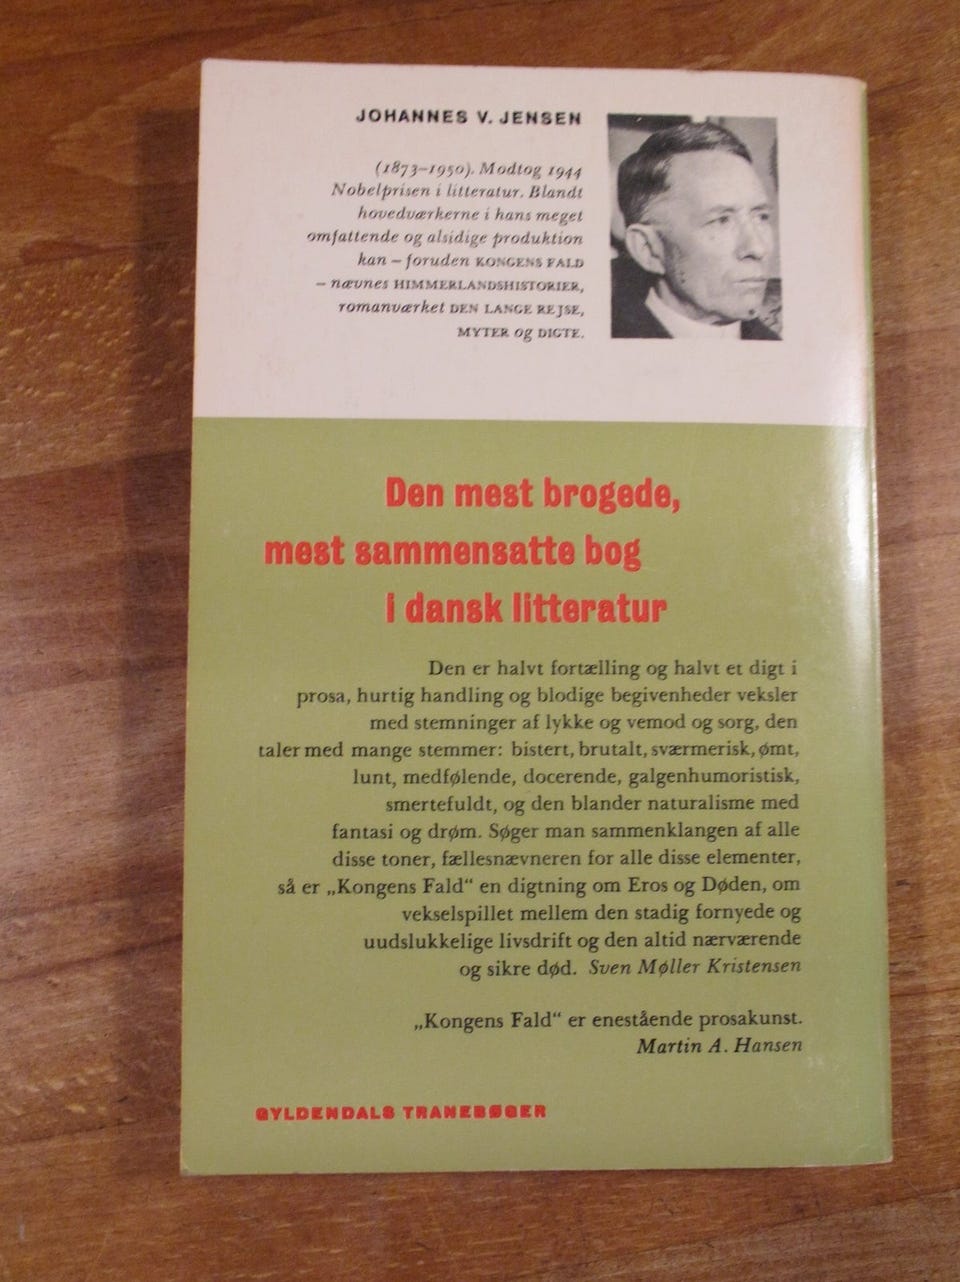 JOHANNES V. JENSEN
(1873–1950). Modtog 1944
Nobelprisen i litteratur. Blandt
hovedværkerne i hans meget
omfattende og alsidige produktion
kan – foruden KONGENS FALD
– nævnes HIMMERLANDSHISTORIER,
romanværket DEN LANGE REJSE,
MYTER og DIGTE.
Den mest brogede,
mest sammensatte bog
i dansk litteratur
Den er halvt fortælling og halvt et digt i
prosa, hurtig handling og blodige begivenheder veksler
med stemninger af lykke og vemod og sorg, den
taler med mange stemmer: bistert, brutalt, sværmerisk, ømt,
lunt, medfølende, docerende, galgenhumoristisk,
smertefuldt, og den blander naturalisme med
fantasi og drøm. Søger man sammenklangen af alle
disse toner, fællesnævneren for alle disse elementer,
så er „Kongens Fald“ en digtning om Eros og Døden, om
vekselspillet mellem den stadig fornyede og
uudslukkelige livsdrift og den altid nærværende
og sikre død. Sven Møller Kristensen
„Kongens Fald“ er enestående prosakunst.
Martin A. Hansen
GYLDENDALS TRANEBØGER